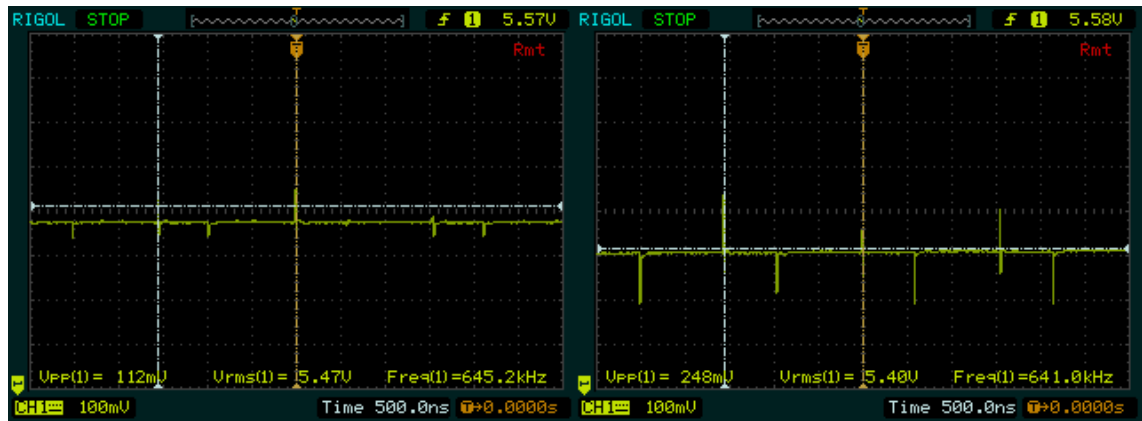 RIGOL STOP T f 1 5.57V
T
Rmt
Vpp(1)= 112mV Vrms(1)= 5.47V Freq(1)=645.2kHz
CH1 100mV Time 500.0ns T→0.0000s
RIGOL STOP T f 1 5.58V
T
Rmt
Vpp(1)= 248mV Vrms(1)= 5.40V Freq(1)=641.0kHz
CH1 100mV Time 500.0ns T→0.0000s